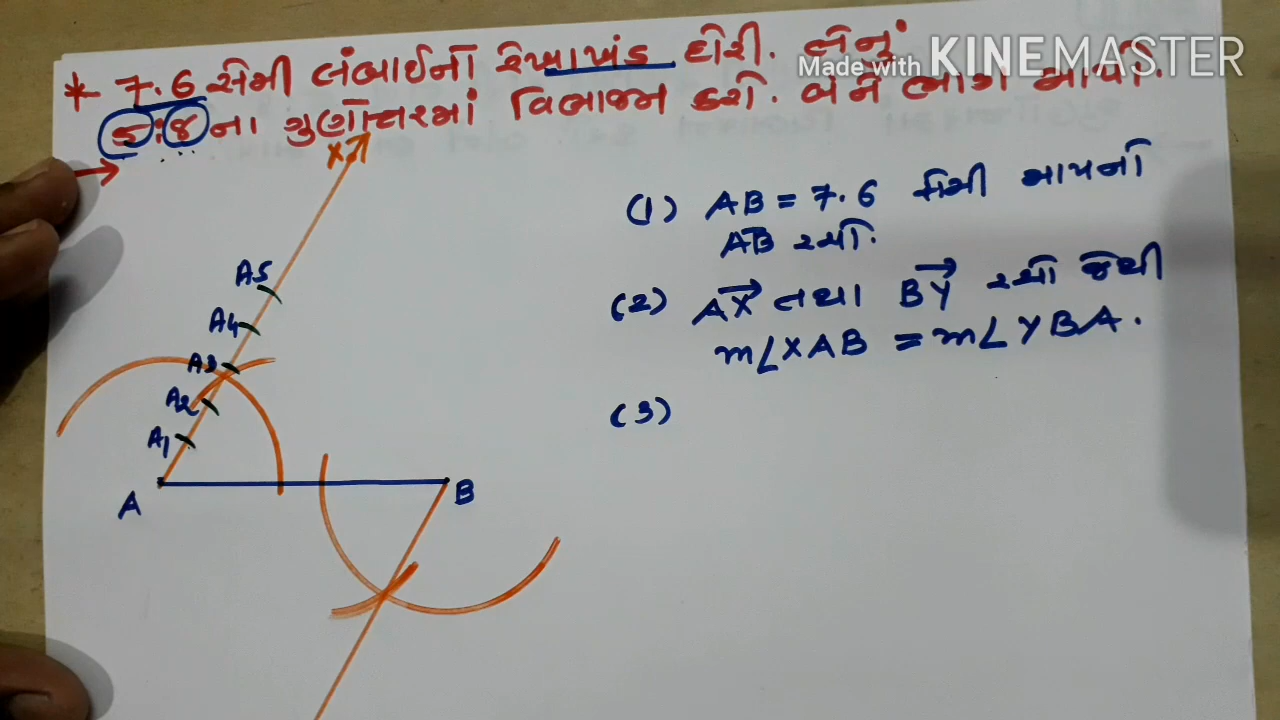 * 7.6 સેમી લંબાઈનો રેખાખંડ દોરી. તેનું
5:8 ના ગુણોત્તરમાં વિભાજન કરો. બંને ભાગ માપો.
Made with KINEMASTER
X
(1) AB = 7.6 સેમી માપનો
AB રચો.
(2) AX તથા BY રચો જેથી
m∠XAB = m∠YBA.
(3)
A5
A4
A3
A2
A1
A
B